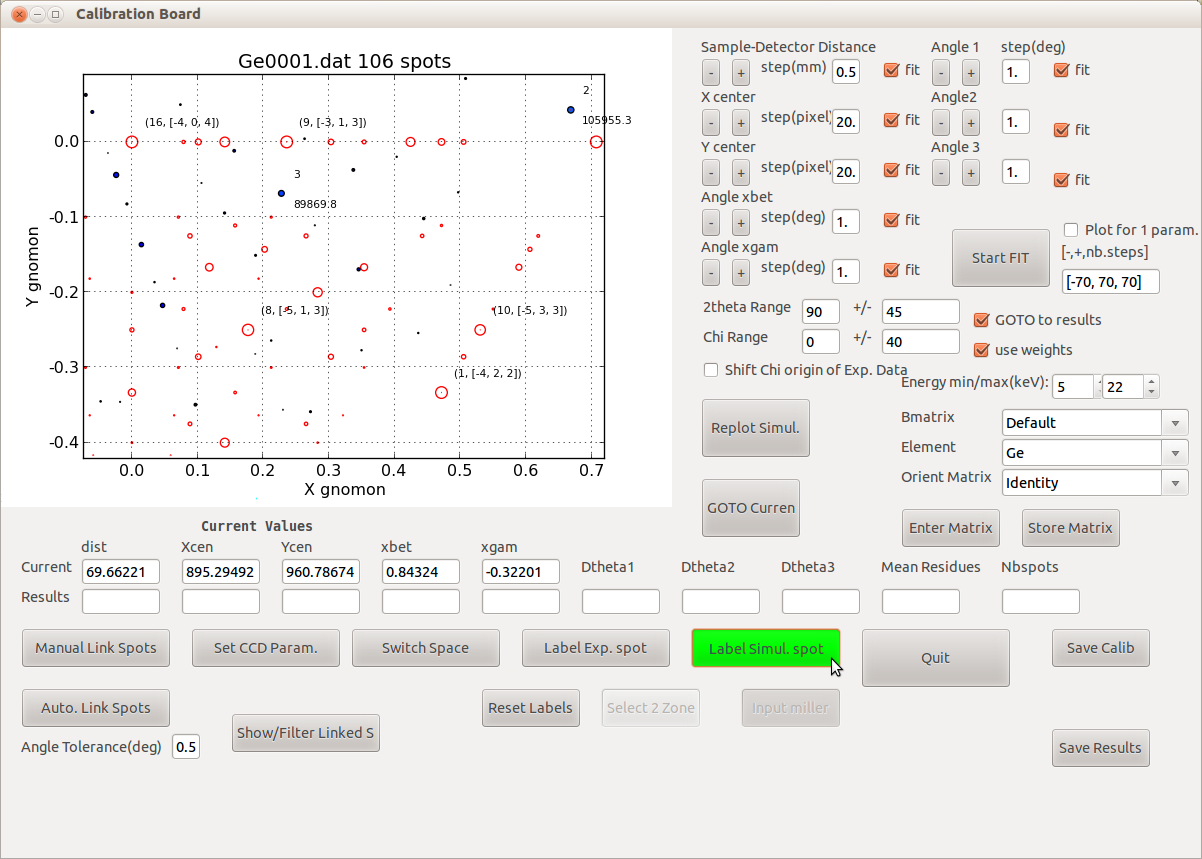 Calibration Board
Ge0001.dat 106 spots
2
105955.3
(16, [-4, 0, 4])
(9, [-3, 1, 3])
3
89869.8
(8, [-5, 1, 3])
(10, [-5, 3, 3])
(1, [-4, 2, 2])
0.0
-0.1
-0.2
-0.3
-0.4
Y gnomon
0.0 0.1 0.2 0.3 0.4 0.5 0.6 0.7
X gnomon
Sample-Detector Distance
- + step(mm) 0.5 fit
X center
- + step(pixel) 20. fit
Y center
- + step(pixel) 20. fit
Angle xbet
- + step(deg) 1. fit
Angle xgam
- + step(deg) 1. fit
Angle 1 step(deg)
- + 1. fit
Angle2
- + 1. fit
Angle 3
- + 1. fit
Start FIT
Plot for 1 param.
[-,+,nb.steps]
[-70, 70, 70]
2theta Range 90 +/- 45
Chi Range 0 +/- 40
GOTO to results
use weights
Shift Chi origin of Exp. Data
Energy min/max(keV): 5 22
Replot Simul.
GOTO Curren
Bmatrix Default
Element Ge
Orient Matrix Identity
Enter Matrix Store Matrix
Current Values
dist Xcen Ycen xbet xgam
Current 69.66221 895.29492 960.78674 0.84324 -0.32201 Dtheta1 Dtheta2 Dtheta3 Mean Residues Nbspots
Results
Manual Link Spots Set CCD Param. Switch Space Label Exp. spot Label Simul. spot Quit Save Calib
Auto. Link Spots Show/Filter Linked S Reset Labels Select 2 Zone Input miller
Angle Tolerance(deg) 0.5 Save Results